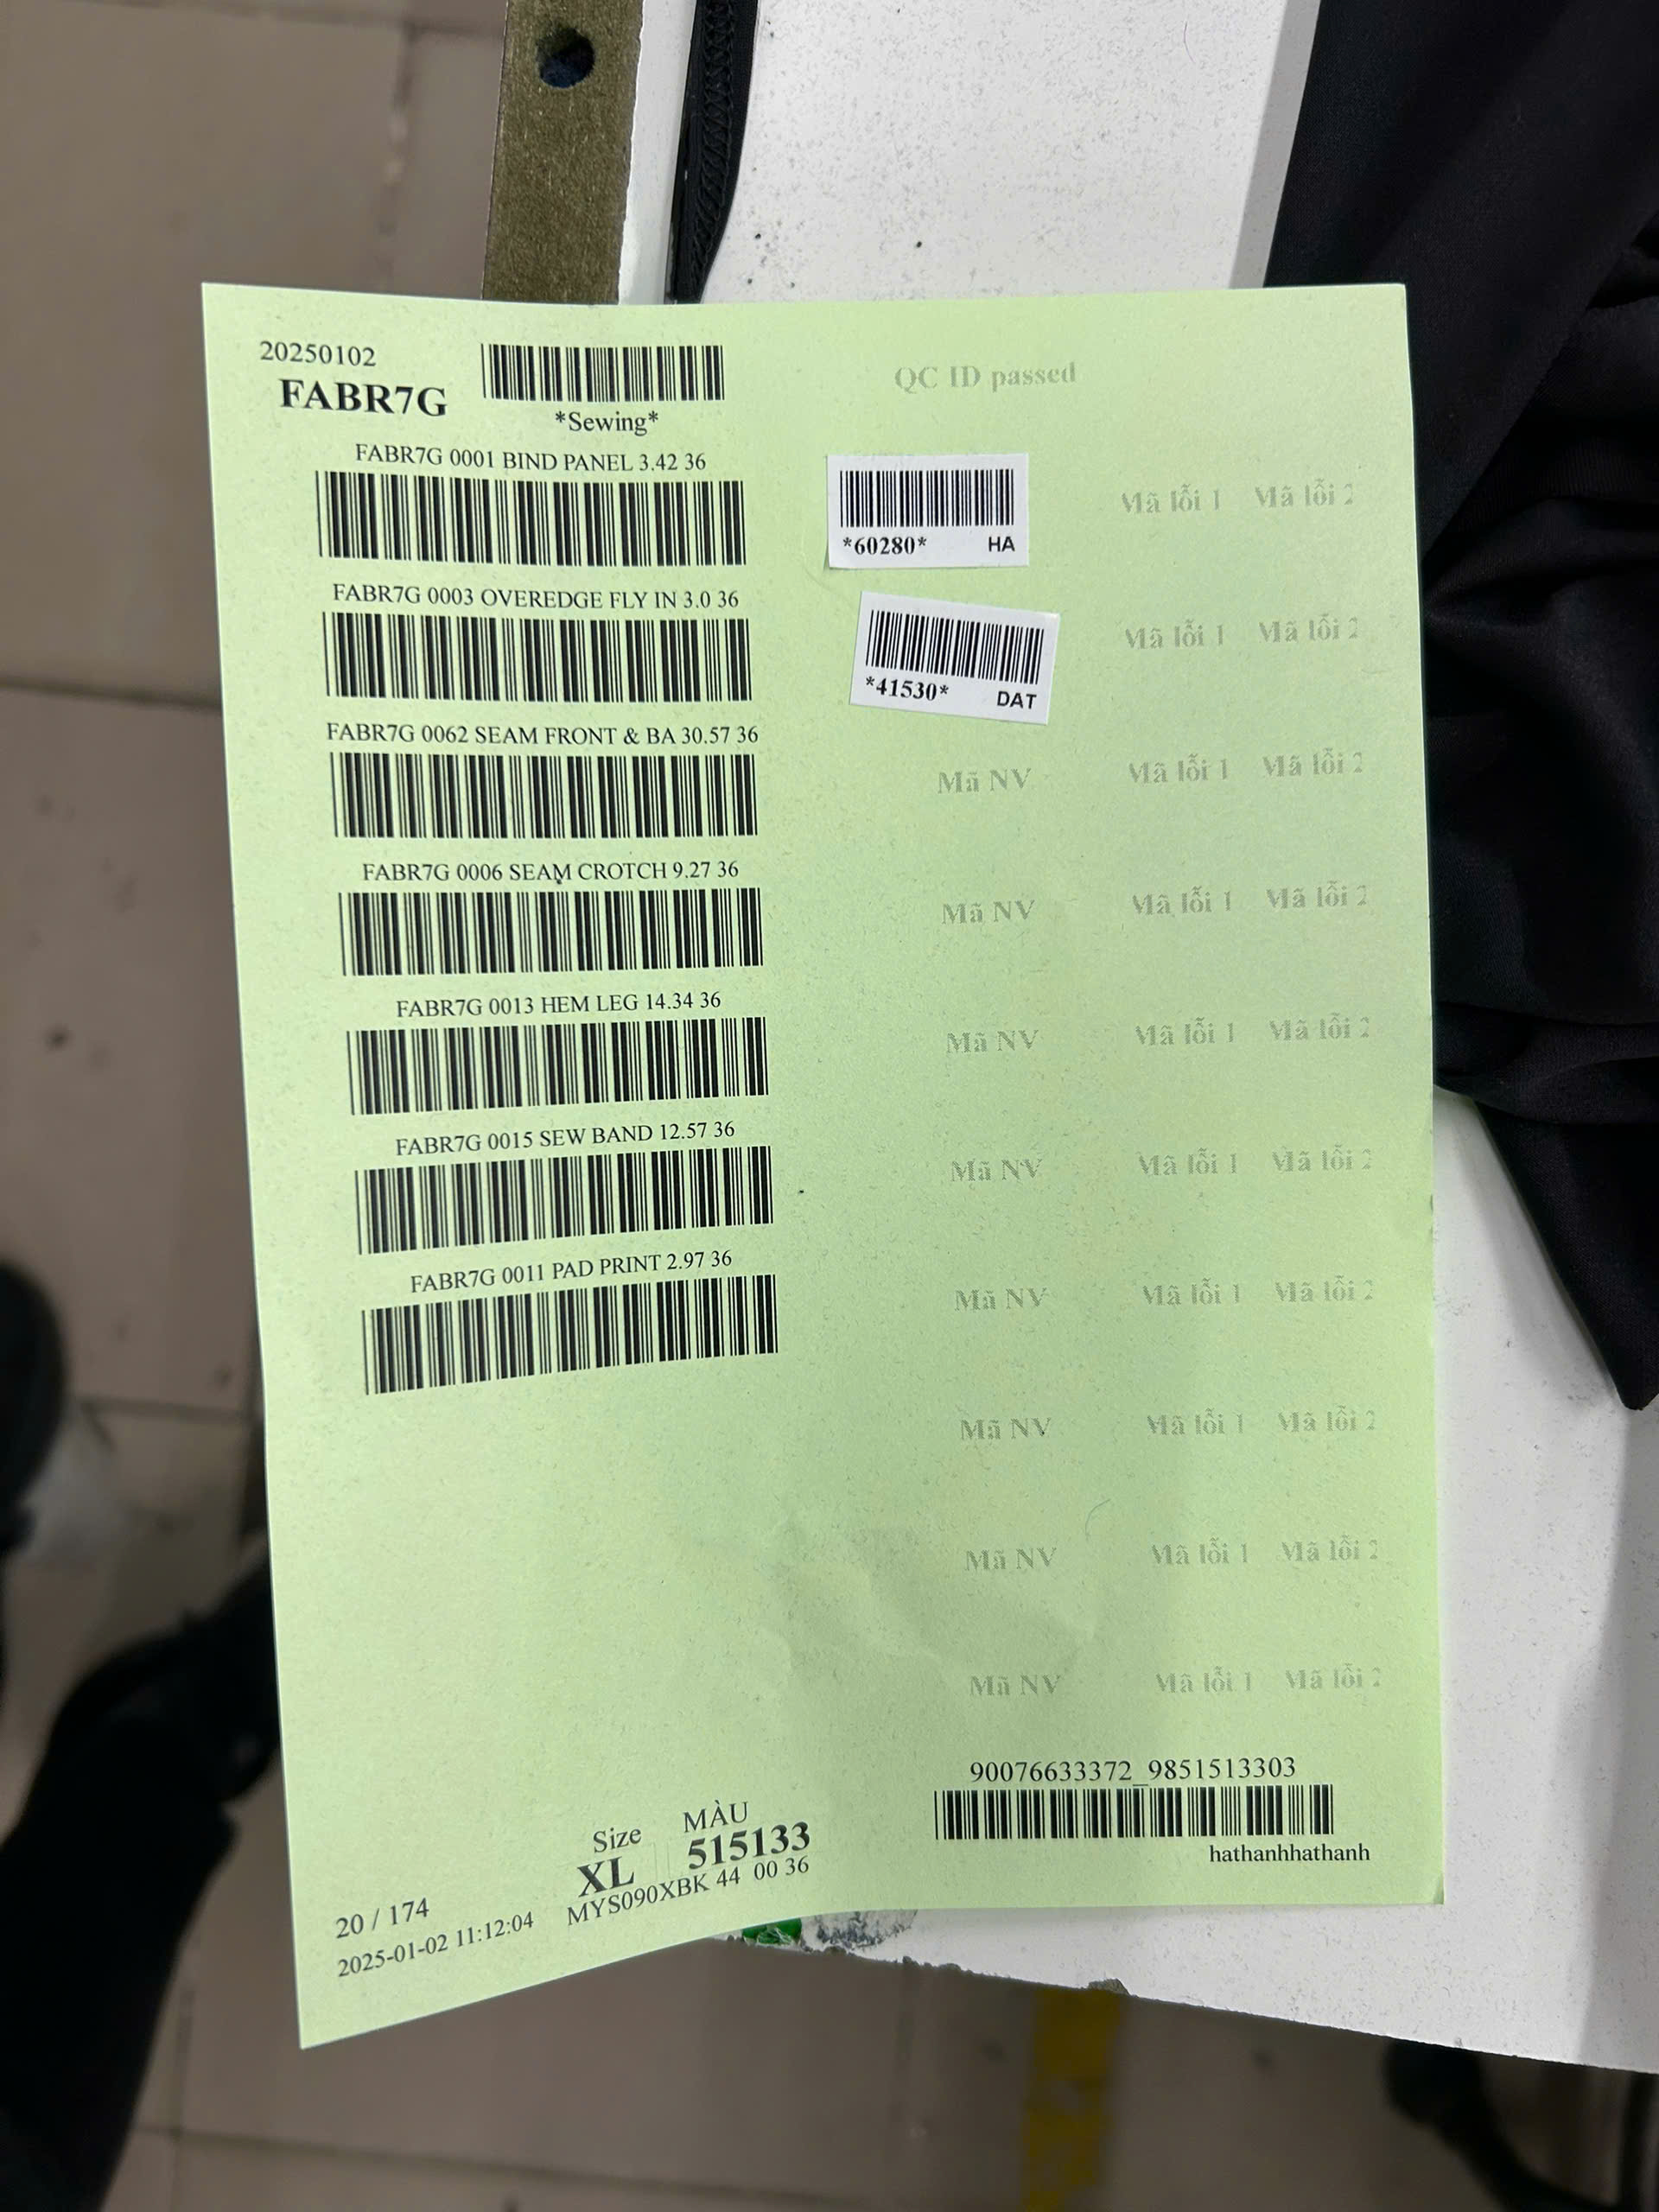 20250102
FABR7G
*Sewing*
QC ID passed
FABR7G 0001 BIND PANEL 3.42 36
*60280* HA
Mã lỗi 1 Mã lỗi 2
FABR7G 0003 OVEREDGE FLY IN 3.0 36
*41530* DAT
Mã lỗi 1 Mã lỗi 2
FABR7G 0062 SEAM FRONT & BA 30.57 36
Mã NV Mã lỗi 1 Mã lỗi 2
FABR7G 0006 SEAM CROTCH 9.27 36
Mã NV Mã lỗi 1 Mã lỗi 2
FABR7G 0013 HEM LEG 14.34 36
Mã NV Mã lỗi 1 Mã lỗi 2
FABR7G 0015 SEW BAND 12.57 36
Mã NV Mã lỗi 1 Mã lỗi 2
FABR7G 0011 PAD PRINT 2.97 36
Mã NV Mã lỗi 1 Mã lỗi 2
Mã NV Mã lỗi 1 Mã lỗi 2
Mã NV Mã lỗi 1 Mã lỗi 2
Mã NV Mã lỗi 1 Mã lỗi 2
90076633372_9851513303
hathanhhathanh
Size MÀU
XL 515133
MYS090XBK 44 00 36
20 / 174
2025-01-02 11:12:04